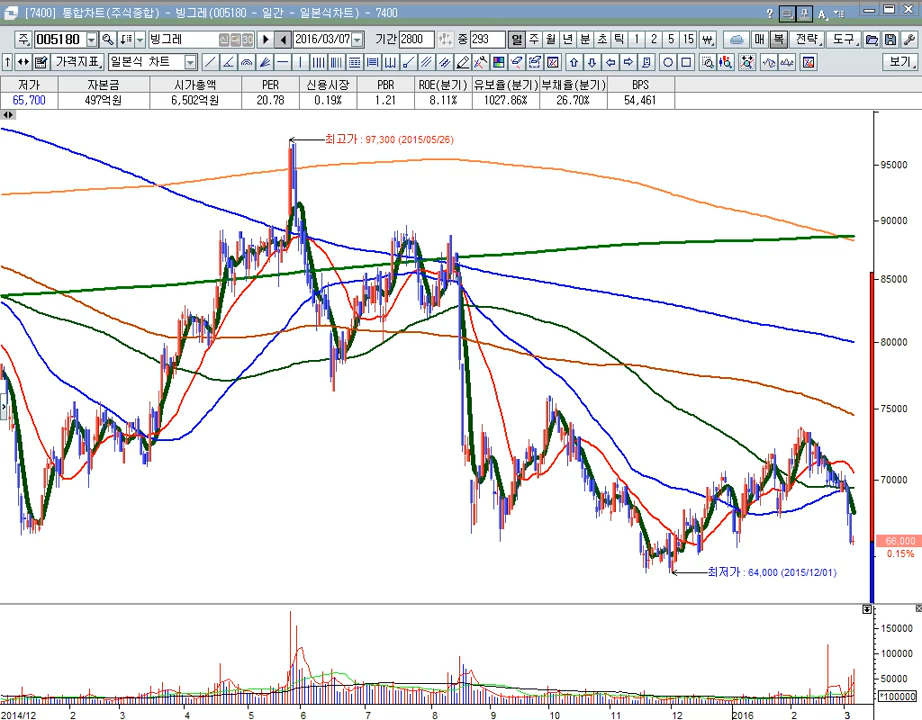 [7400] 통합차트(주식종합) - 빙그레(005180 - 일간 - 일본식차트) - 7400
주 005180 빙그레 2016/03/07 기간 2800 중 293 일 주 월 년 분 초 틱 1 2 5 15 매 복 전략 도구
가격지표 일본식 차트 보기
저가 자본금 시가총액 PER 신용시장 PBR ROE(분기) 유보율(분기) 부채율(분기) BPS
65,700 497억원 6,502억원 20.78 0.19% 1.21 8.11% 1027.86% 26.70% 54,461
최고가 : 97,300 (2015/05/26)
95000
90000
85000
80000
75000
70000
66,000
0.15%
최저가 : 64,000 (2015/12/01)
150000
100000
50000
*100000
2014/12 2 3 4 5 6 7 8 9 10 11 12 2016 2